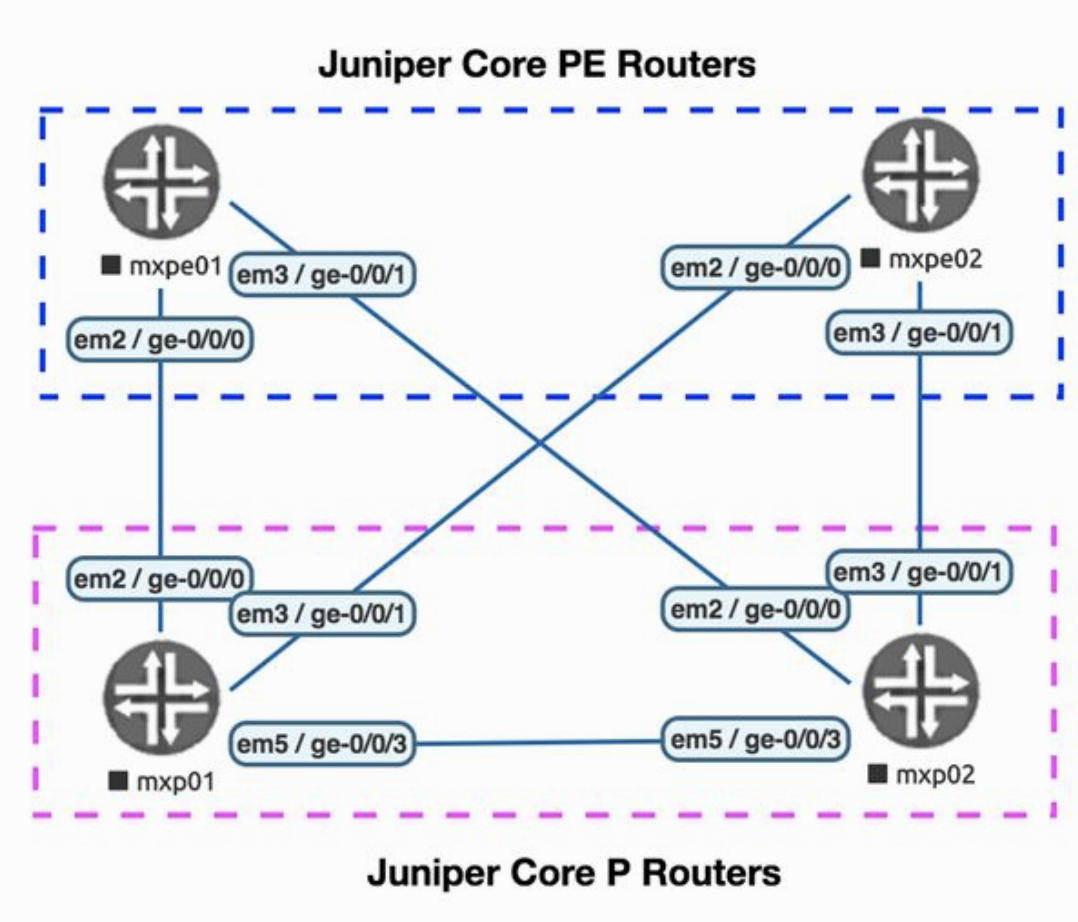 Juniper Core PE Routers
mxpe01
em3 / ge-0/0/1
em2 / ge-0/0/0
mxpe02
em2 / ge-0/0/0
em3 / ge-0/0/1
em2 / ge-0/0/0
em3 / ge-0/0/1
em2 / ge-0/0/0
em3 / ge-0/0/1
em5 / ge-0/0/3
em5 / ge-0/0/3
mxp01
mxp02
Juniper Core P Routers